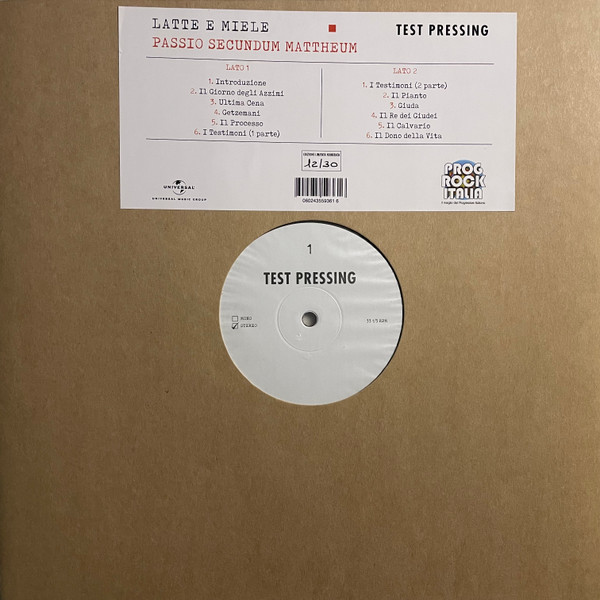 LATTE E MIELE
PASSIO SECUNDUM MATTHEUM
TEST PRESSING
LATO 1
1. Introduzione
2. Il Giorno degli Azzimi
3. Ultima Cena
4. Getzemani
5. Il Processo
6. I Testimoni (1 parte)
LATO 2
1. I Testimoni (2 parte)
2. Il Pianto
3. Giuda
4. Il Re dei Giudei
5. Il Calvario
6. Il Dono della Vita
12/30
UNIVERSAL
UNIVERSAL MUSIC GROUP
PROG
ROCK
ITALIA
1
TEST PRESSING
MONO
STEREO